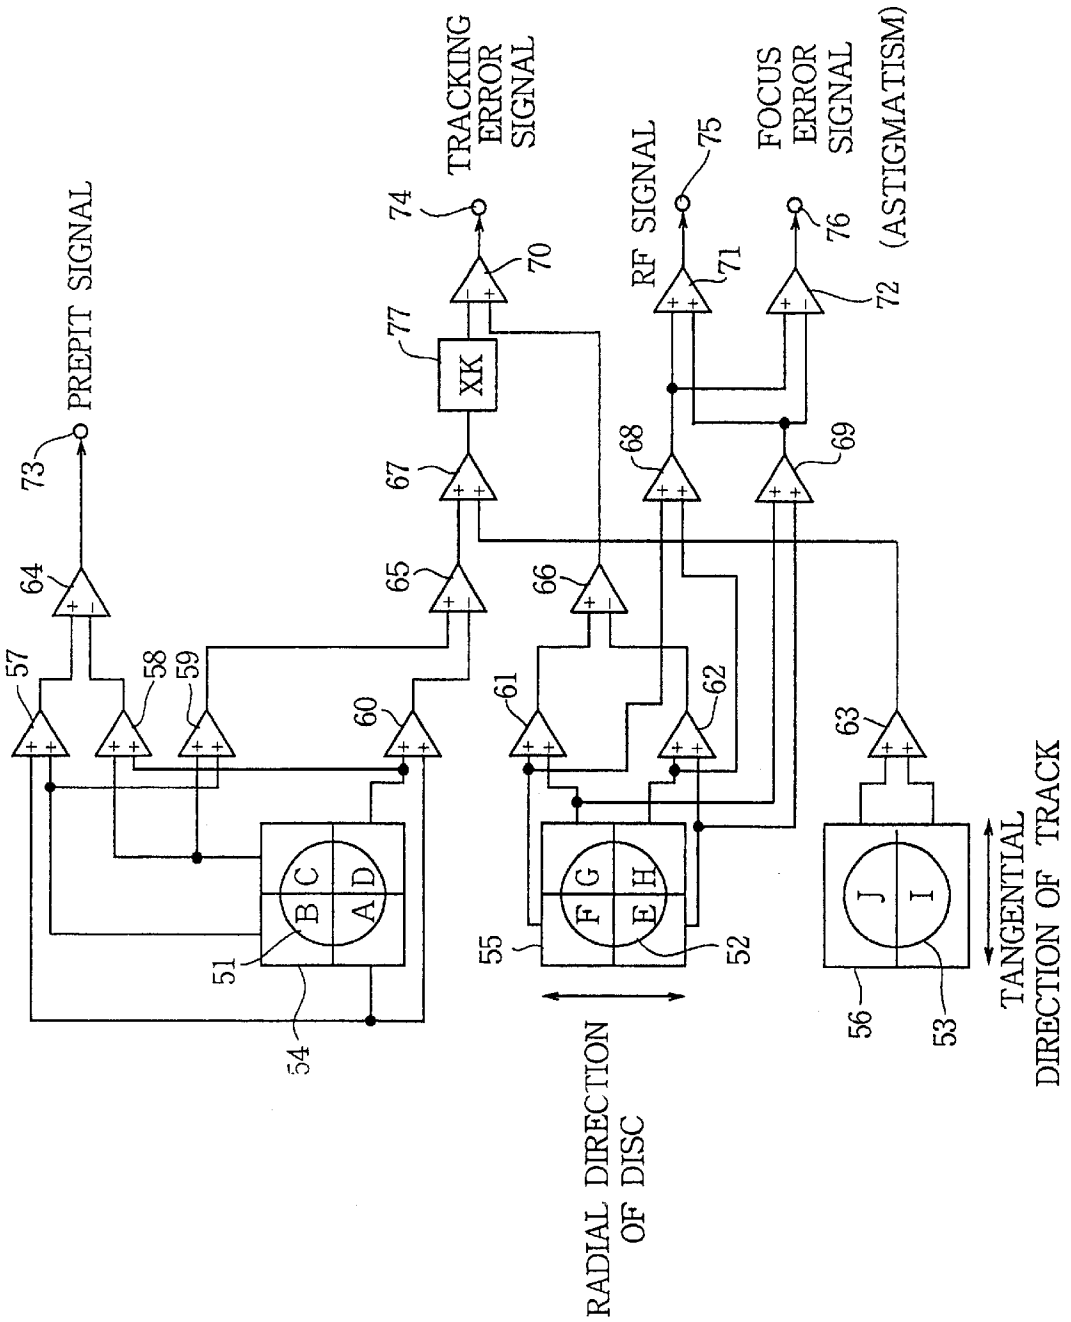 PREPIT SIGNAL
73
64
57
58
59
60
+
+
+
+
+
+
+
+
+
−
B
C
A
D
51
54
TRACKING
ERROR
SIGNAL
74
70
−
+
77
XK
67
+
+
65
+
−
66
+
−
61
+
+
62
+
+
F
G
E
H
55
52
RADIAL DIRECTION
OF DISC
RF SIGNAL
75
71
+
+
68
+
+
FOCUS
ERROR
SIGNAL
(ASTIGMATISM)
76
72
+
−
69
+
+
63
+
+
J
I
56
53
TANGENTIAL
DIRECTION OF TRACK